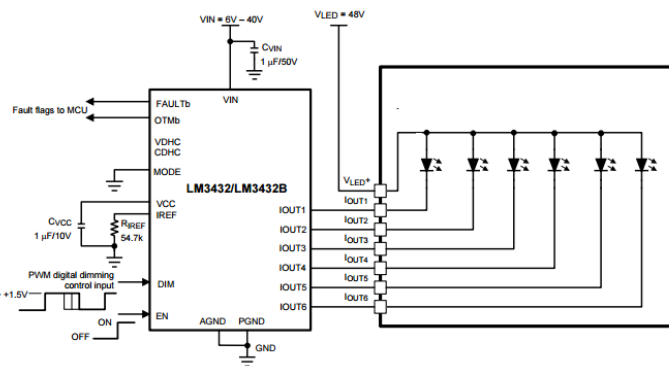 VIN = 6V – 40V
VLED = 48V
CVIN
1 µF/50V
VIN
Fault flags to MCU
FAULTb
OTMb
VDHC
CDHC
MODE
LM3432/LM3432B
VCC
IREF
CVCC
1 µF/10V
RIREF
54.7k
PWM digital dimming
control input
+1.5V
DIM
ON
OFF
EN
AGND
PGND
GND
IOUT1
IOUT2
IOUT3
IOUT4
IOUT5
IOUT6
VLED+
IOUT1
IOUT2
IOUT3
IOUT4
IOUT5
IOUT6